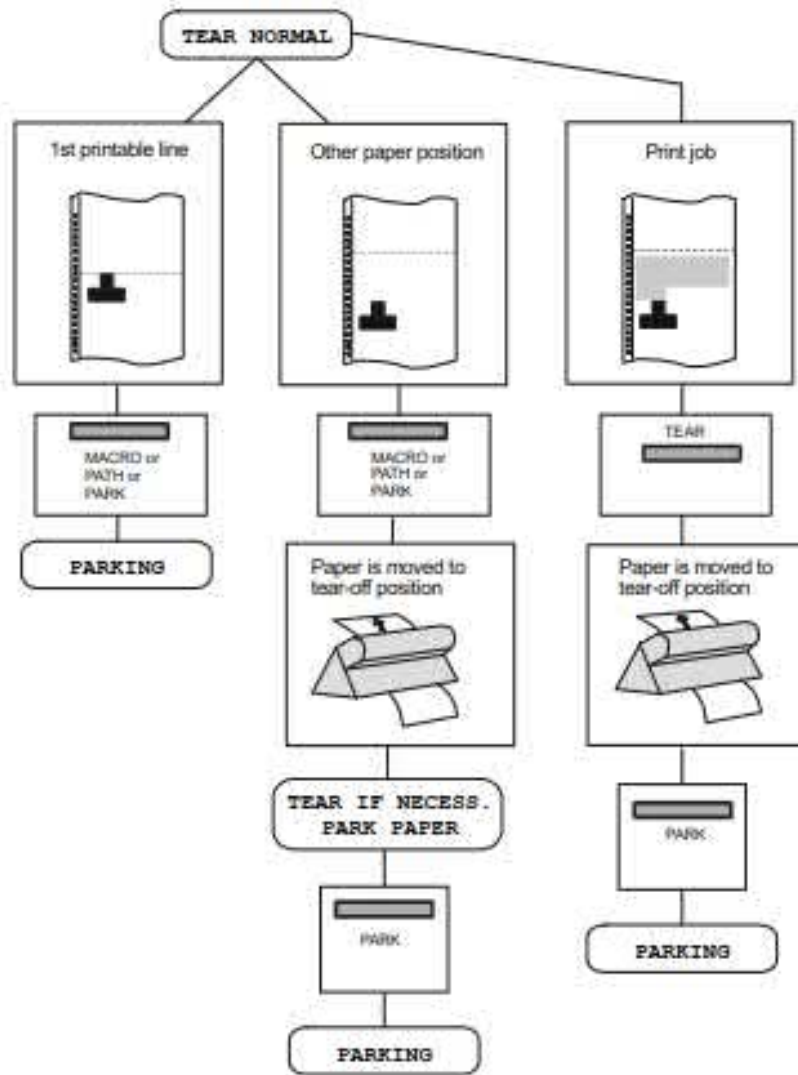 TEAR NORMAL
1st printable line
Other paper position
Print job
MACRO or
PATH or
PARK
MACRO or
PATH or
PARK
TEAR
PARKING
Paper is moved to
tear-off position
Paper is moved to
tear-off position
TEAR IF NECESS.
PARK PAPER
PARK
PARK
PARKING
PARKING